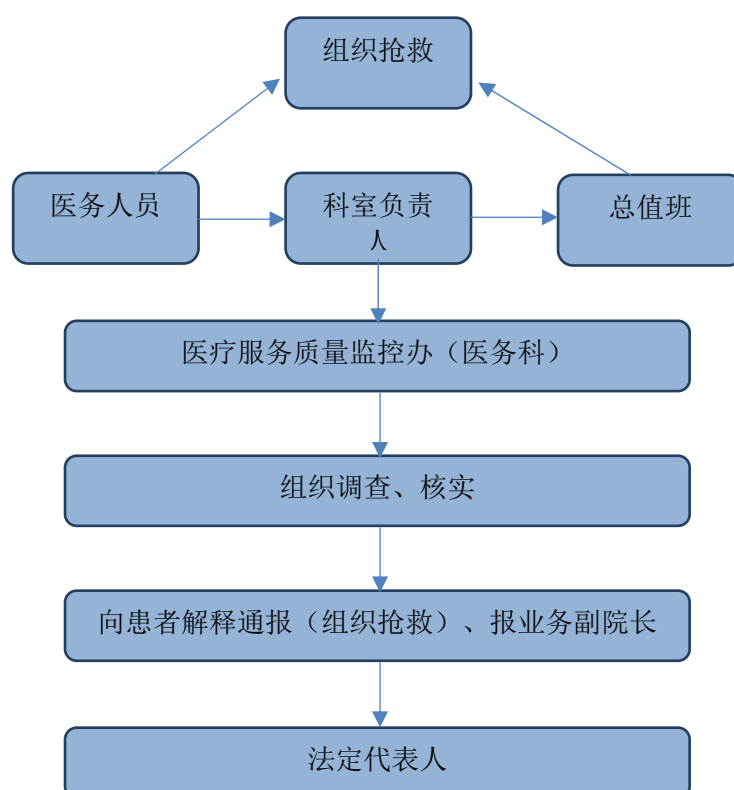 组织抢救
医务人员
科室负责
人
总值班
医疗服务质量监控办（医务科）
组织调查、核实
向患者解释通报（组织抢救）、报业务副院长
法定代表人